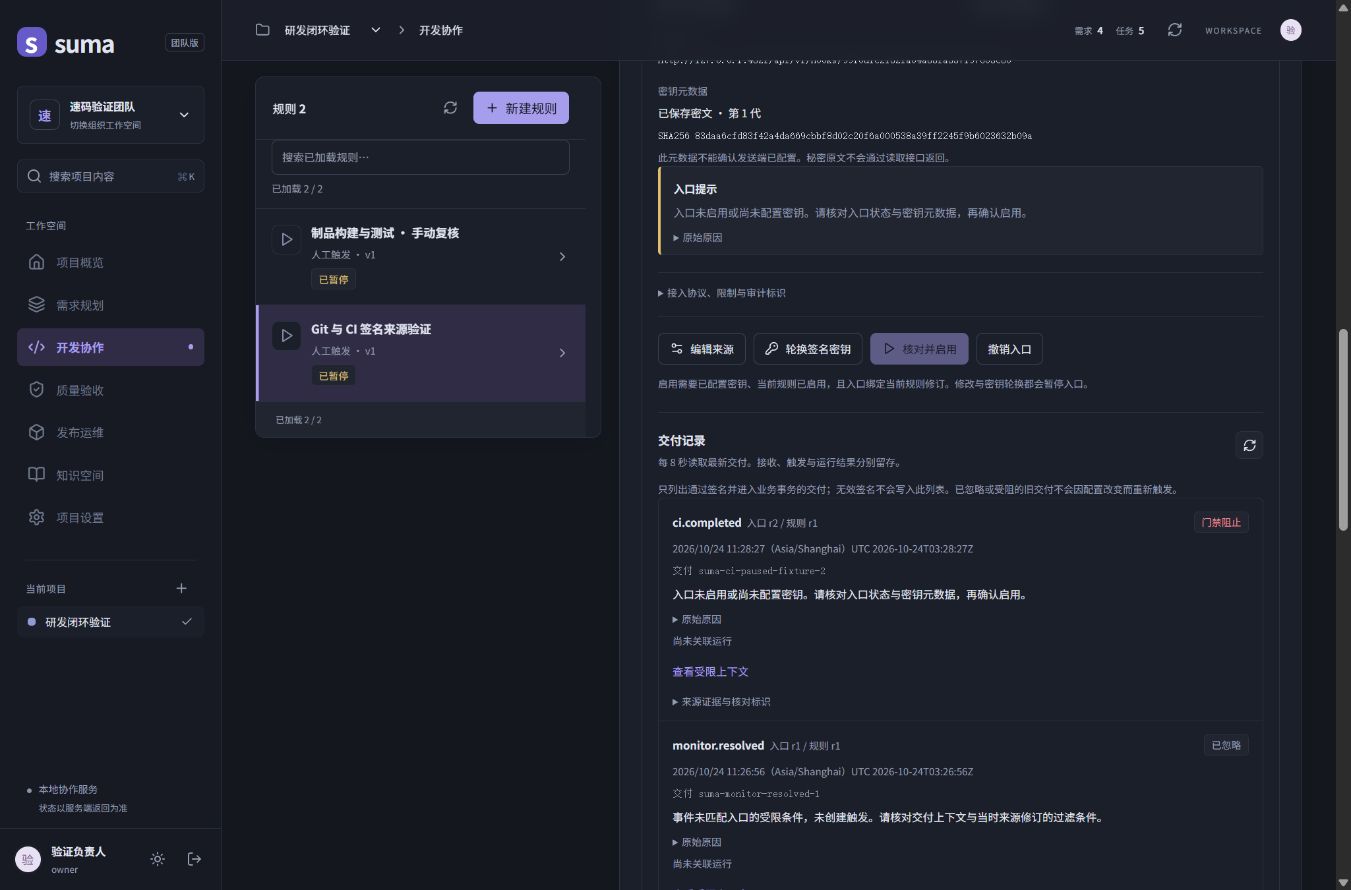 suma
团队版
速
速码验证团队
切换组织工作空间
搜索项目内容
⌘K
工作空间
项目概览
需求规划
开发协作
质量验收
发布运维
知识空间
项目设置
当前项目
研发闭环验证
本地协作服务
状态以服务端返回为准
验
验证负责人
owner
研发闭环验证
开发协作
需求 4
任务 5
WORKSPACE
验
规则 2
新建规则
搜索已加载规则…
已加载 2 / 2
制品构建与测试 · 手动复核
人工触发 · v1
已暂停
Git 与 CI 签名来源验证
人工触发 · v1
已暂停
已加载 2 / 2
密钥元数据
已保存密文 · 第 1 代
此元数据不能确认发送端已配置。秘密原文不会通过读取接口返回。
入口提示
入口未启用或尚未配置密钥。请核对入口状态与密钥元数据，再确认启用。
原始原因
接入协议、限制与审计标识
编辑来源
轮换签名密钥
核对并启用
撤销入口
启用需要已配置密钥、当前规则已启用，且入口绑定当前规则修订。修改与密钥轮换都会暂停入口。
交付记录
每 8 秒读取最新交付。接收、触发与运行结果分别留存。
只列出通过签名并进入业务事务的交付；无效签名不会写入此列表。已忽略或受阻的旧交付不会因配置改变而重新触发。
ci.completed 入口 r2 / 规则 r1
门禁阻止
2026/10/24 11:28:27（Asia/Shanghai）UTC 2026-10-24T03:28:27Z
交付 suma-ci-paused-fixture-2
入口未启用或尚未配置密钥。请核对入口状态与密钥元数据，再确认启用。
原始原因
尚未关联运行
查看受限上下文
来源证据与核对标识
monitor.resolved 入口 r1 / 规则 r1
已忽略
2026/10/24 11:26:56（Asia/Shanghai）UTC 2026-10-24T03:26:56Z
交付 suma-monitor-resolved-1
事件未匹配入口的受限条件，未创建触发。请核对交付上下文与当时来源修订的过滤条件。
原始原因
尚未关联运行